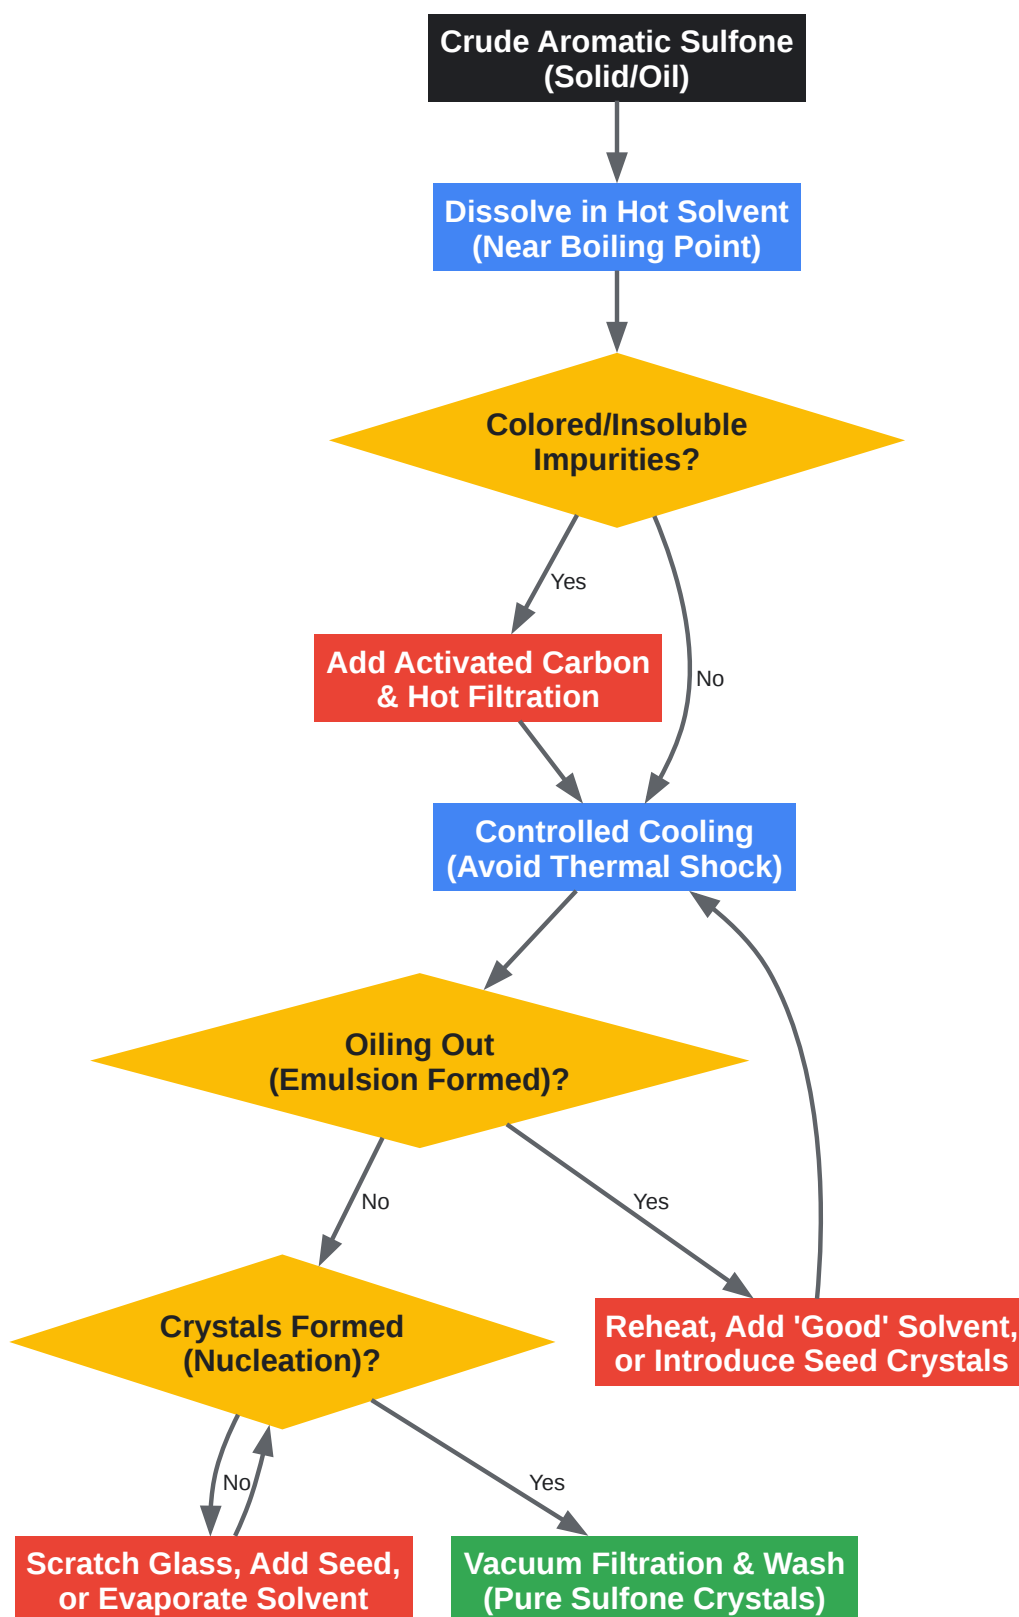 Crude Aromatic Sulfone
(Solid/Oil)
Dissolve in Hot Solvent
(Near Boiling Point)
Colored/Insoluble
Impurities?
Yes
No
Add Activated Carbon
& Hot Filtration
Controlled Cooling
(Avoid Thermal Shock)
Oiling Out
(Emulsion Formed)?
No
Yes
Crystals Formed
(Nucleation)?
Reheat, Add 'Good' Solvent,
or Introduce Seed Crystals
No
Yes
Scratch Glass, Add Seed,
or Evaporate Solvent
Vacuum Filtration & Wash
(Pure Sulfone Crystals)